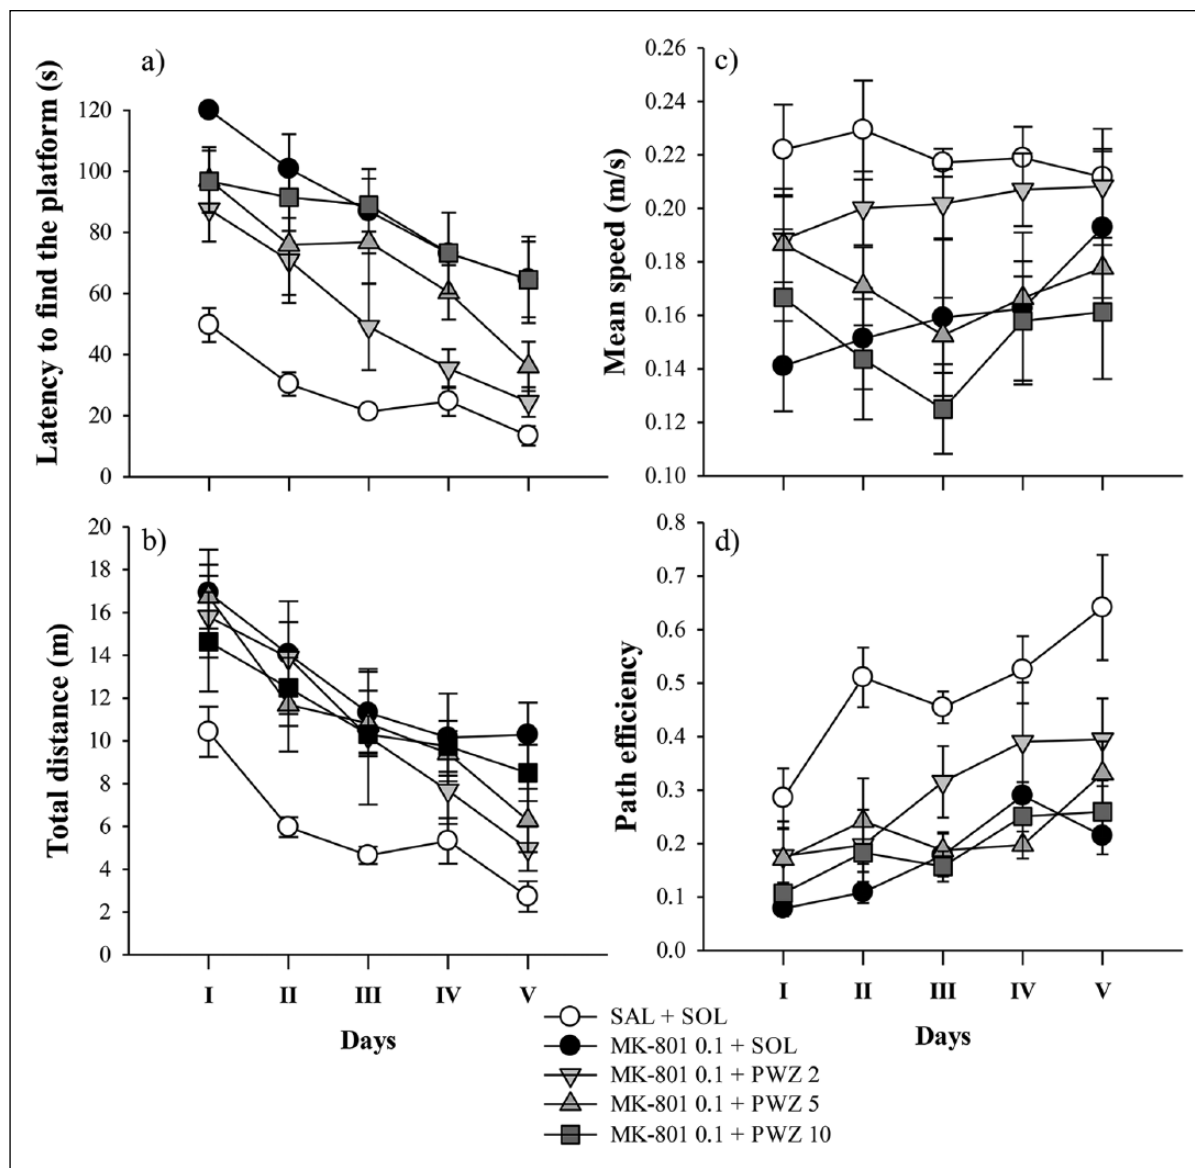 a)
Latency to find the platform (s)
120
100
80
60
40
20
0
c)
Mean speed (m/s)
0.26
0.24
0.22
0.20
0.18
0.16
0.14
0.12
0.10
b)
Total distance (m)
20
18
16
14
12
10
8
6
4
2
0
I II III IV V
Days
d)
Path efficiency
0.8
0.7
0.6
0.5
0.4
0.3
0.2
0.1
0.0
I II III IV V
Days
SAL + SOL
MK-801 0.1 + SOL
MK-801 0.1 + PWZ 2
MK-801 0.1 + PWZ 5
MK-801 0.1 + PWZ 10